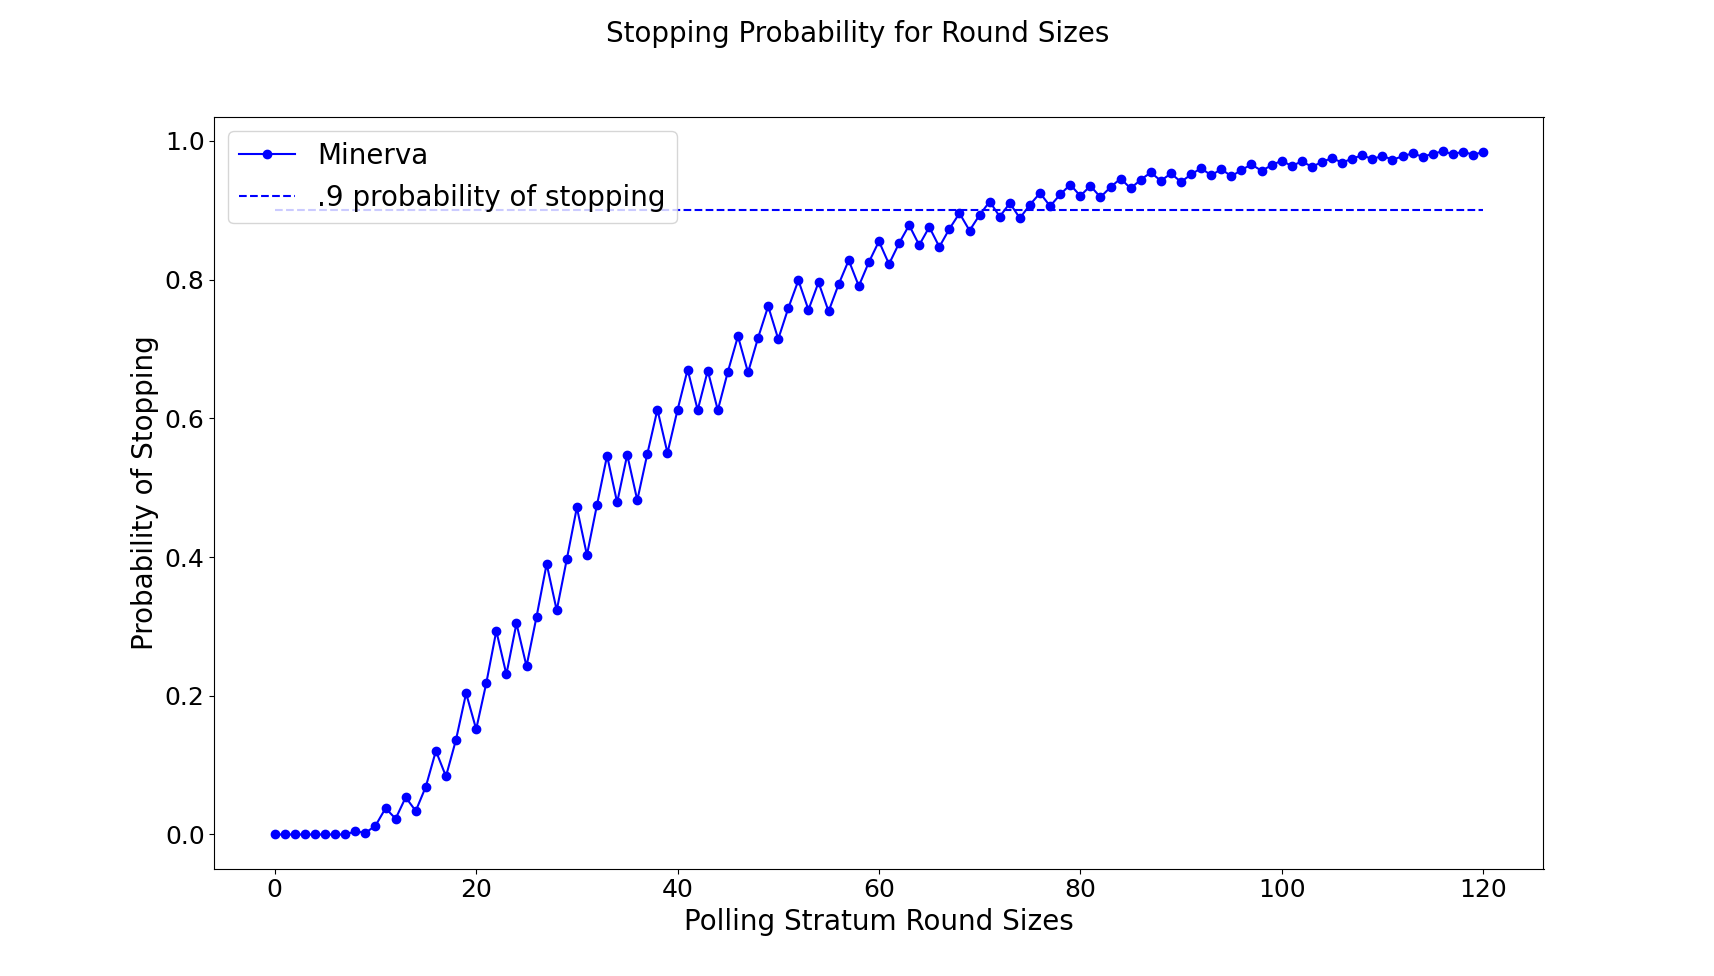 Stopping Probability for Round Sizes
Minerva
.9 probability of stopping
1.0
0.8
0.6
0.4
0.2
0.0
Probability of Stopping
0 20 40 60 80 100 120
Polling Stratum Round Sizes